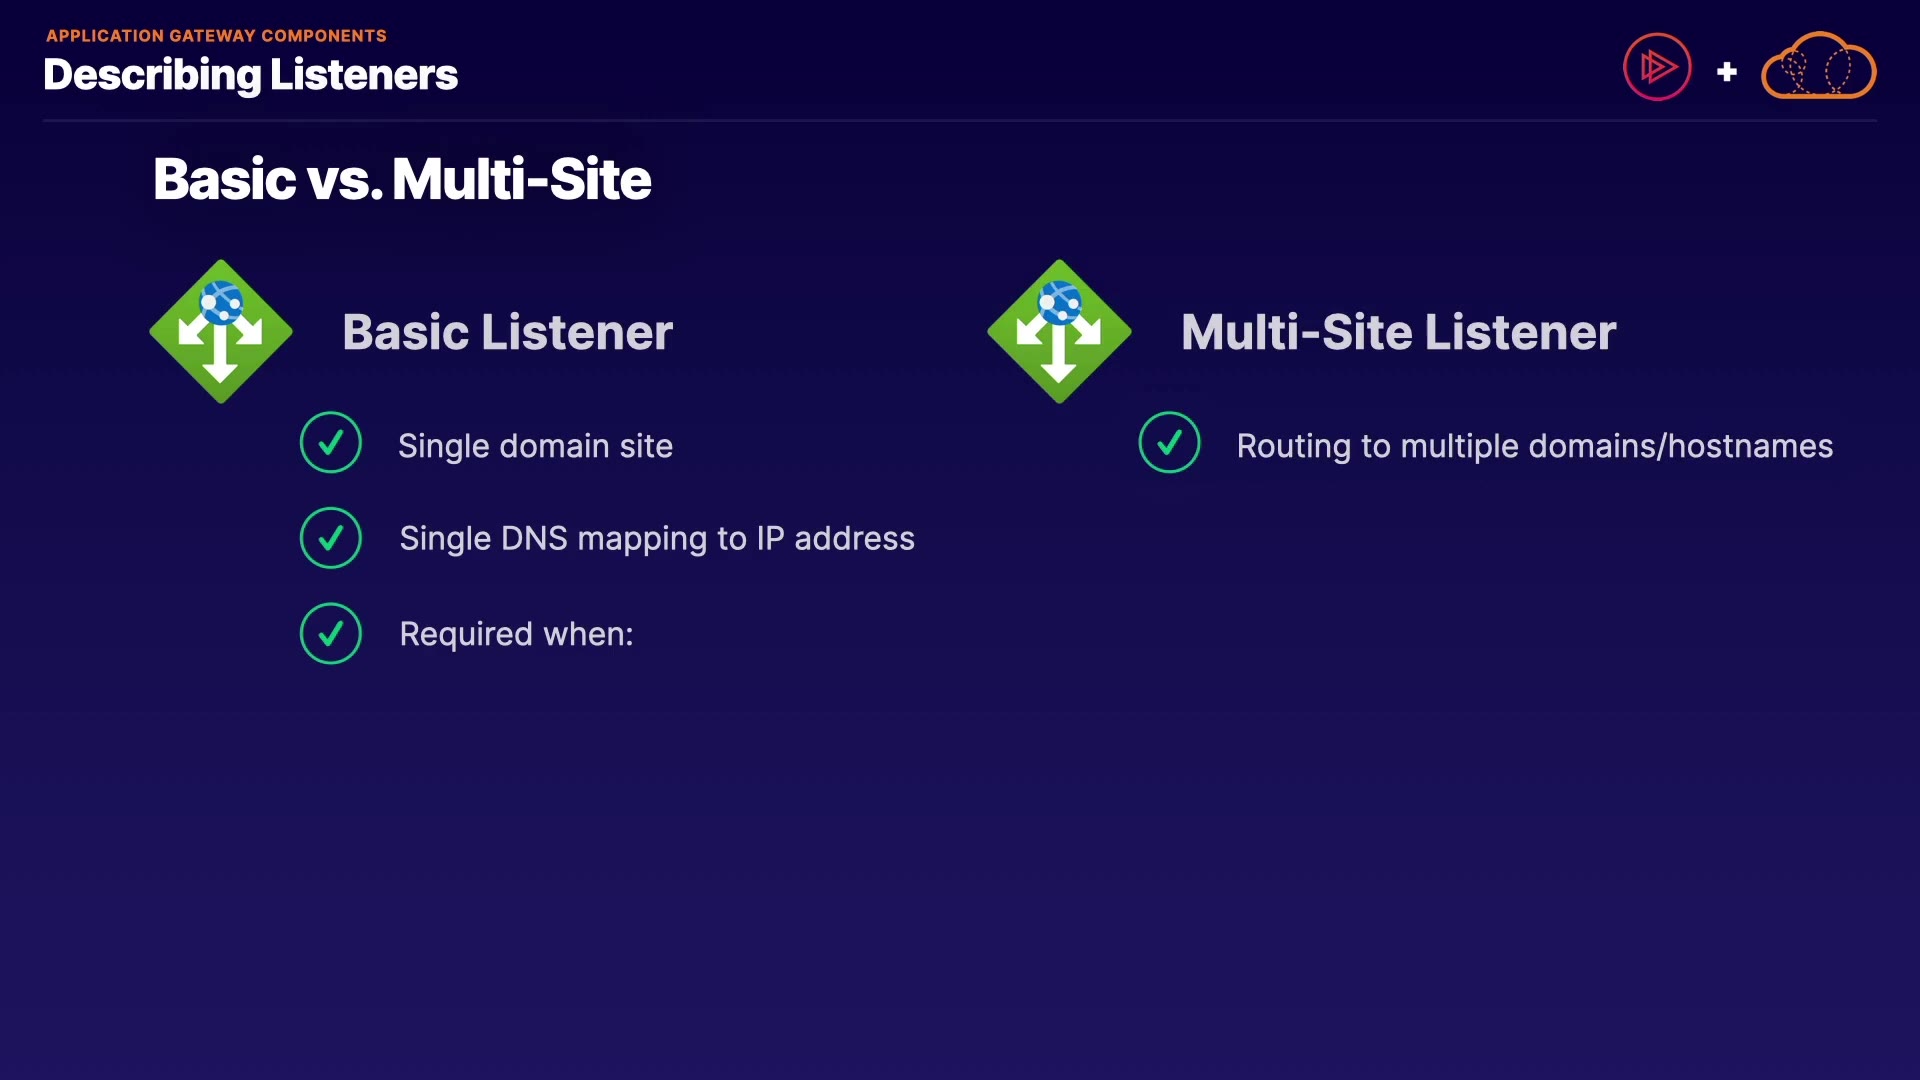 APPLICATION GATEWAY COMPONENTS
Describing Listeners
+
Basic vs. Multi-Site
Basic Listener
Single domain site
Single DNS mapping to IP address
Required when:
Multi-Site Listener
Routing to multiple domains/hostnames